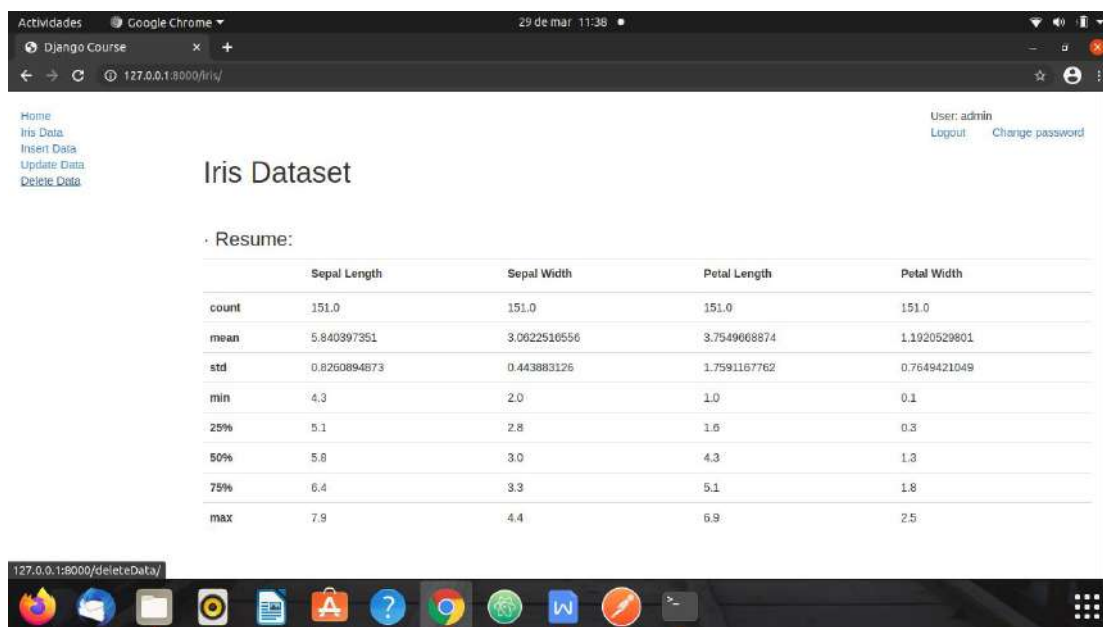 Actividades Google Chrome 29 de mar 11:38
Django Course
127.0.0.1:8000/iris/
Home
Iris Data
Insert Data
Update Data
Delete Data
User: admin
Logout Change password
Iris Dataset
· Resume:
Sepal Length Sepal Width Petal Length Petal Width
count 151.0 151.0 151.0 151.0
mean 5.840397351 3.0622516556 3.7549668874 1.1920529801
std 0.8260894873 0.443883126 1.7591167762 0.7649421049
min 4.3 2.0 1.0 0.1
25% 5.1 2.8 1.6 0.3
50% 5.8 3.0 4.3 1.3
75% 6.4 3.3 5.1 1.8
max 7.9 4.4 6.9 2.5
127.0.0.1:8000/deleteData/